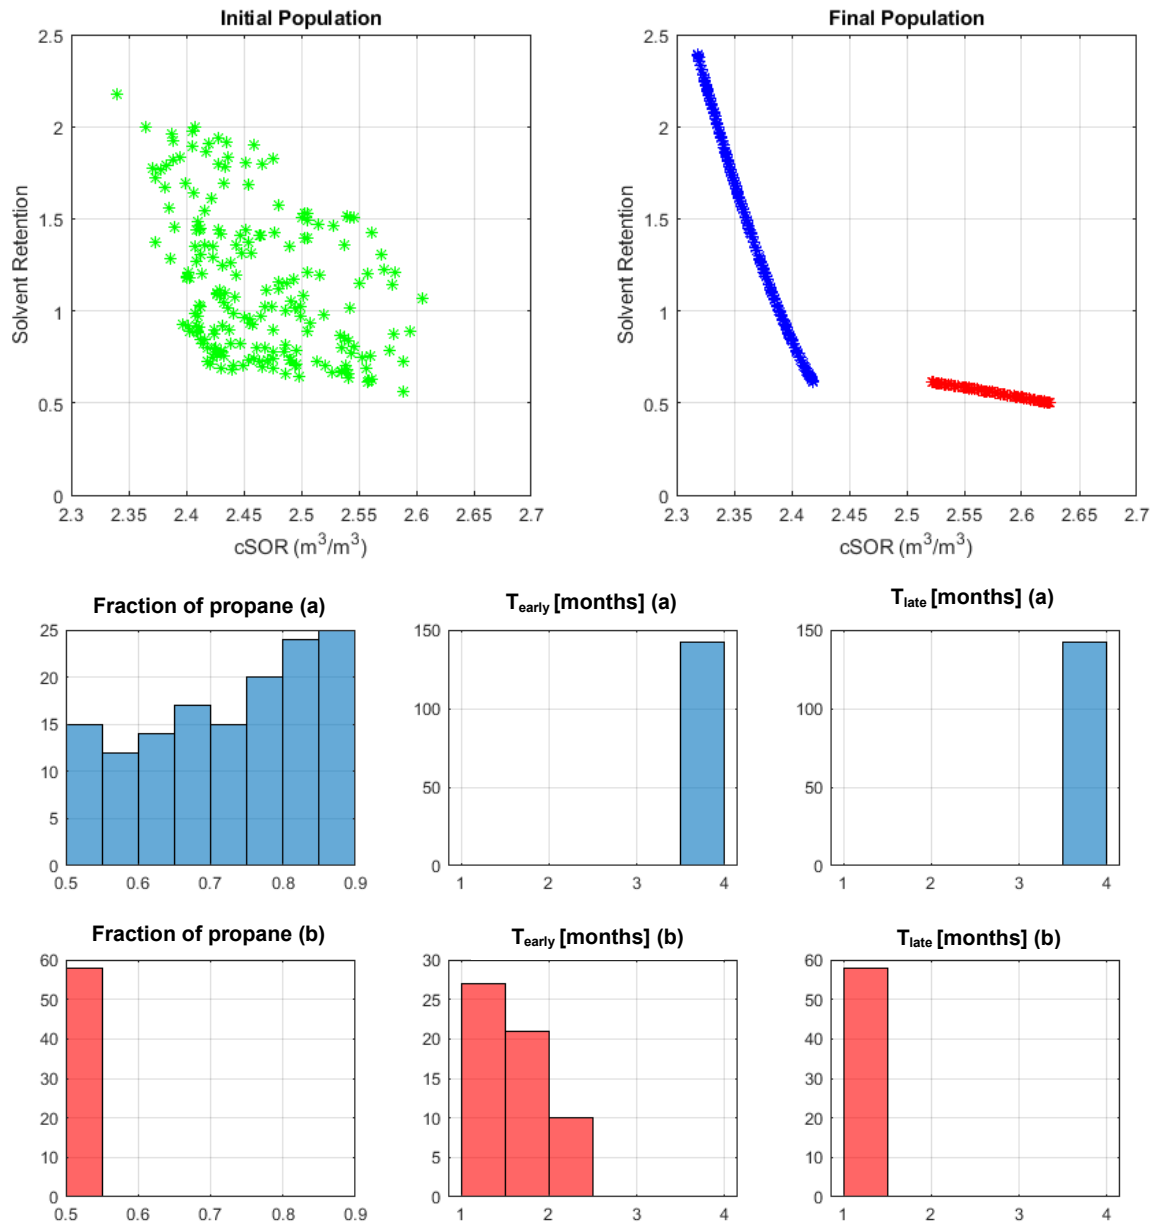 Initial Population
2.5
2
1.5
1
0.5
0
Solvent Retention
2.3 2.35 2.4 2.45 2.5 2.55 2.6 2.65 2.7
cSOR (m³/m³)
Final Population
2.5
2
1.5
1
0.5
0
Solvent Retention
2.3 2.35 2.4 2.45 2.5 2.55 2.6 2.65 2.7
cSOR (m³/m³)
Fraction of propane (a)
25
20
15
10
5
0
0.5 0.6 0.7 0.8 0.9
T_early [months] (a)
150
100
50
0
1 2 3 4
T_late [months] (a)
150
100
50
0
1 2 3 4
Fraction of propane (b)
60
50
40
30
20
10
0
0.5 0.6 0.7 0.8 0.9
T_early [months] (b)
30
25
20
15
10
5
0
1 2 3 4
T_late [months] (b)
60
50
40
30
20
10
0
1 2 3 4